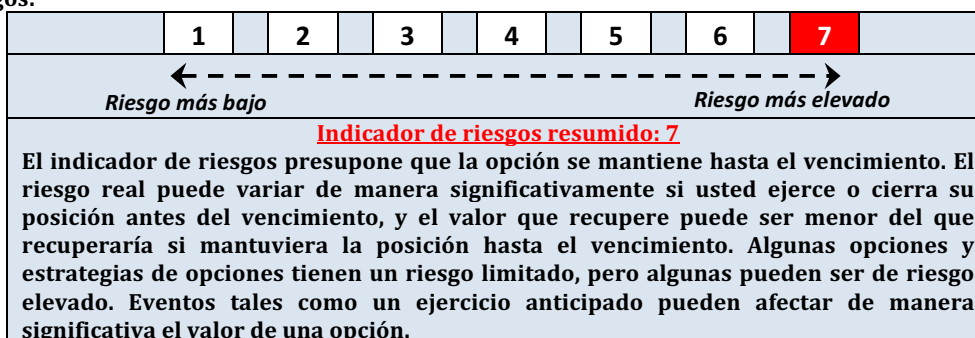 gos:
1 2 3 4 5 6 7
Riesgo más bajo Riesgo más elevado
Indicador de riesgos resumido: 7
El indicador de riesgos presupone que la opción se mantiene hasta el vencimiento. El
riesgo real puede variar de manera significativamente si usted ejerce o cierra su
posición antes del vencimiento, y el valor que recupere puede ser menor del que
recuperaría si mantuviera la posición hasta el vencimiento. Algunas opciones y
estrategias de opciones tienen un riesgo limitado, pero algunas pueden ser de riesgo
elevado. Eventos tales como un ejercicio anticipado pueden afectar de manera
significativa el valor de una opción.